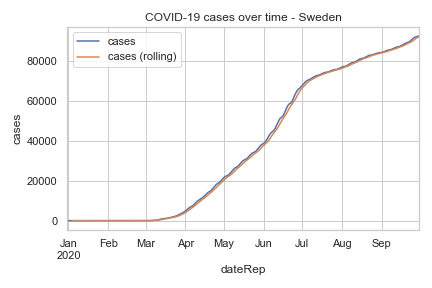 COVID-19 cases over time - Sweden
cases
cases (rolling)
80000
60000
40000
20000
0
cases
Jan Feb Mar Apr May Jun Jul Aug Sep
2020
dateRep